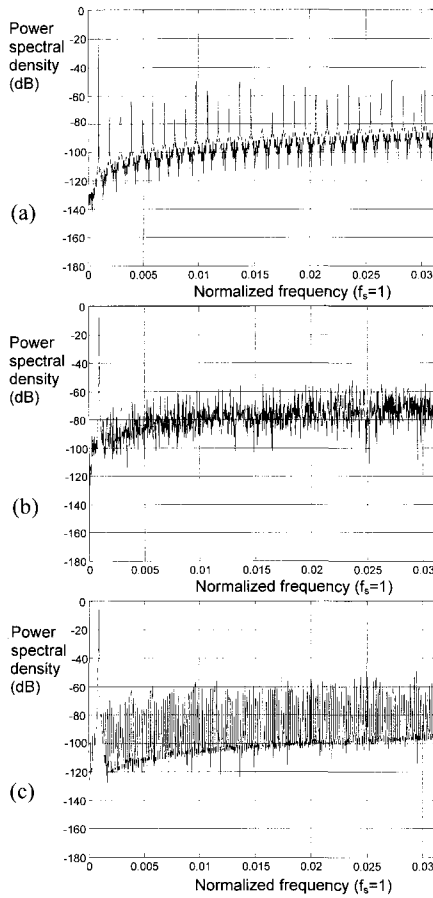 Power
spectral
density
(dB)
0
-20
-40
-60
-80
-100
-120
-140
-160
-180
(a)
0 0.005 0.01 0.015 0.02 0.025 0.03
Normalized frequency (fs=1)
Power
spectral
density
(dB)
0
-20
-40
-60
-80
-100
-120
-140
-160
-180
(b)
0 0.005 0.01 0.015 0.02 0.025 0.03
Normalized frequency (fs=1)
Power
spectral
density
(dB)
0
-20
-40
-60
-80
-100
-120
-140
-160
-180
(c)
0 0.005 0.01 0.015 0.02 0.025 0.03
Normalized frequency (fs=1)